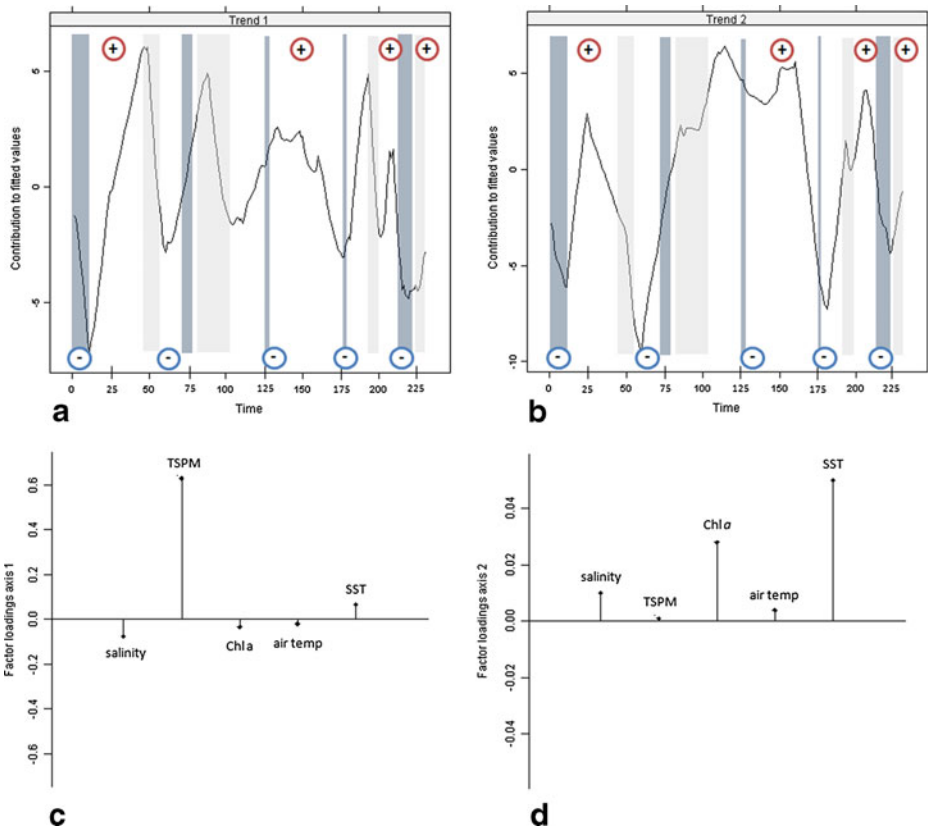 Trend 1
Contribution to fitted values
5
0
-5
+ + + +
- - - - -
0 25 50 75 100 125 150 175 200 225
Time
a
Trend 2
Contribution to fitted values
5
0
-5
-10
+ + + +
- - - - -
0 25 50 75 100 125 150 175 200 225
Time
b
Factor loadings axis 1
0.6
0.4
0.2
0.0
-0.2
-0.4
-0.6
TSPM
SST
salinity
Chl a
air temp
c
Factor loadings axis 2
0.04
0.02
0.00
-0.02
-0.04
SST
Chl a
salinity
TSPM
air temp
d